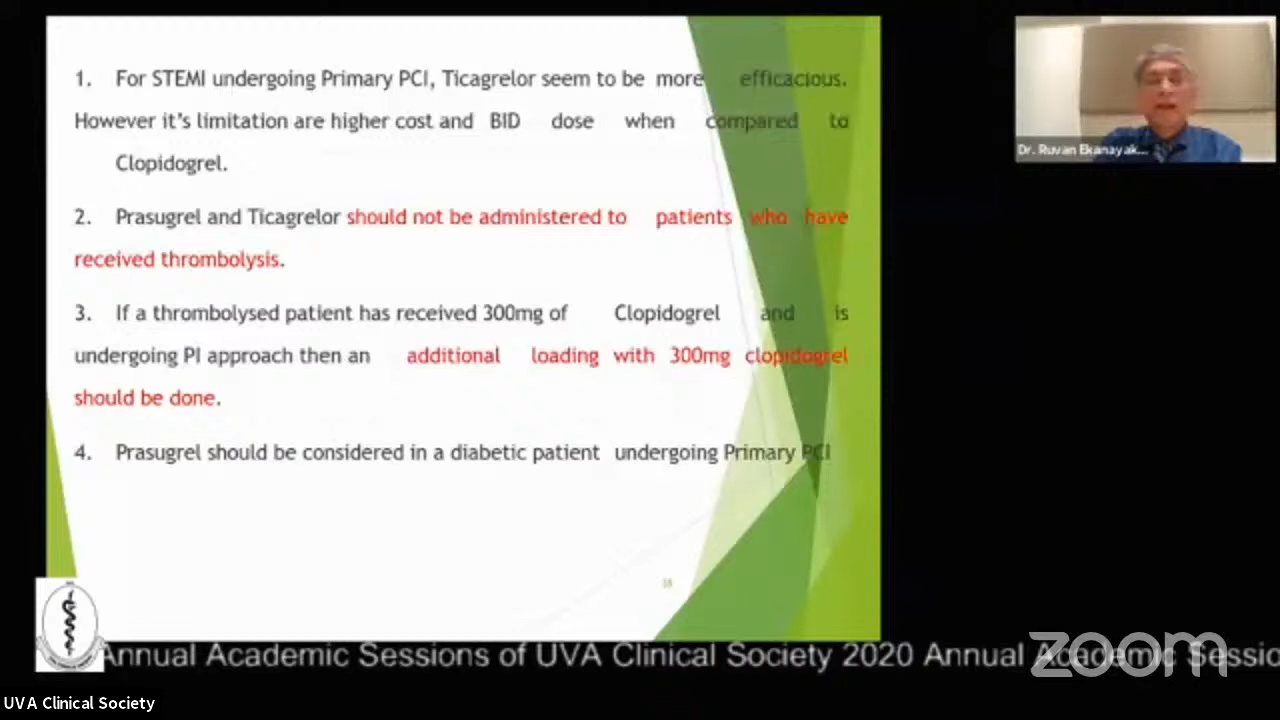 1. For STEMI undergoing Primary PCI, Ticagrelor seem to be more efficacious.
However it’s limitation are higher cost and BID dose when compared to
Clopidogrel.
2. Prasugrel and Ticagrelor should not be administered to patients who have
received thrombolysis.
3. If a thrombolysed patient has received 300mg of Clopidogrel and is
undergoing PI approach then an additional loading with 300mg clopidogrel
should be done.
4. Prasugrel should be considered in a diabetic patient undergoing Primary PCI
Dr. Ruvan Ekanayak...
Annual Academic Sessions of UVA Clinical Society 2020 Annual Academic Sessio
zoom
UVA Clinical Society